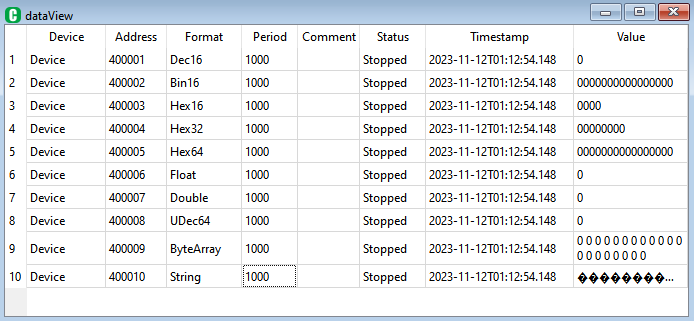 C dataView
Device Address Format Period Comment Status Timestamp Value
1 Device 400001 Dec16 1000 Stopped 2023-11-12T01:12:54.148 0
2 Device 400002 Bin16 1000 Stopped 2023-11-12T01:12:54.148 0000000000000000
3 Device 400003 Hex16 1000 Stopped 2023-11-12T01:12:54.148 0000
4 Device 400004 Hex32 1000 Stopped 2023-11-12T01:12:54.148 00000000
5 Device 400005 Hex64 1000 Stopped 2023-11-12T01:12:54.148 0000000000000000
6 Device 400006 Float 1000 Stopped 2023-11-12T01:12:54.148 0
7 Device 400007 Double 1000 Stopped 2023-11-12T01:12:54.148 0
8 Device 400008 UDec64 1000 Stopped 2023-11-12T01:12:54.148 0
9 Device 400009 ByteArray 1000 Stopped 2023-11-12T01:12:54.148 0 0 0 0 0 0 0 0 0 0 0 0
0 0 0 0 0 0 0 0
10 Device 400010 String 1000 Stopped 2023-11-12T01:12:54.148 ��������...